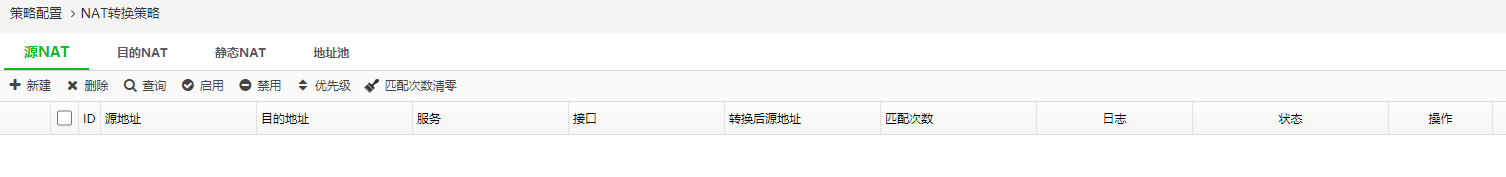 策略配置 > NAT转换策略
源NAT 目的NAT 静态NAT 地址池
新建 删除 查询 启用 禁用 优先级 匹配次数清零
ID 源地址 目的地址 服务 接口 转换后源地址 匹配次数 日志 状态 操作